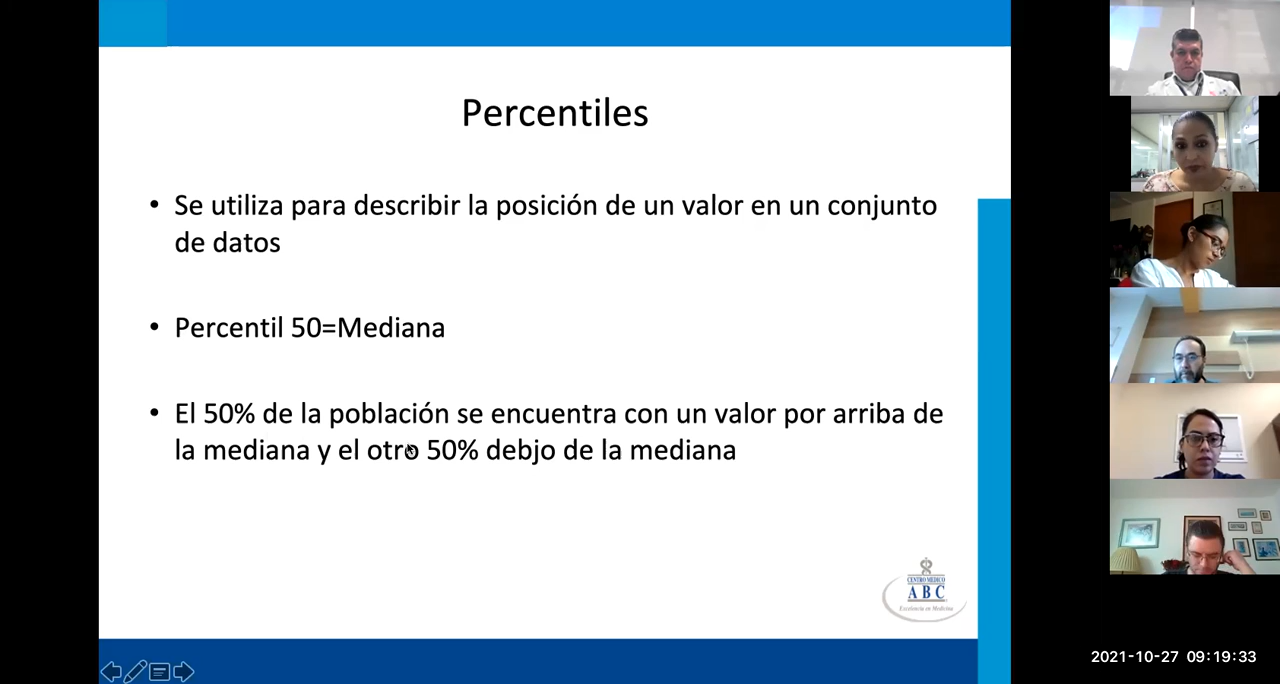 Percentiles
• Se utiliza para describir la posición de un valor en un conjunto
de datos
• Percentil 50=Mediana
• El 50% de la población se encuentra con un valor por arriba de
la mediana y el otro 50% debjo de la mediana
CENTRO MEDICO
ABC
Excelencia en Medicina
2021-10-27 09:19:33